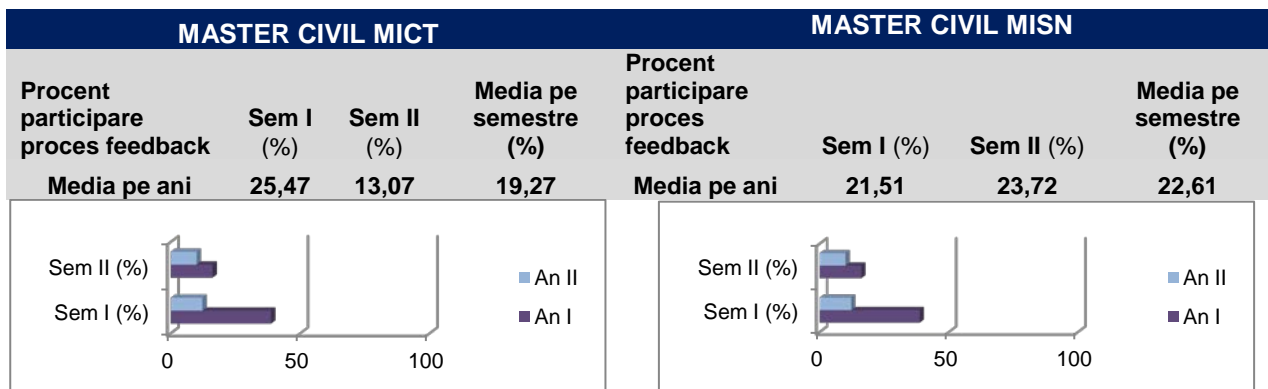 MASTER CIVIL MICT
Procent
participare
proces feedback
Sem I
(%)
Sem II
(%)
Media pe
semestre
(%)
Media pe ani 25,47 13,07 19,27
Sem II (%)
Sem I (%)
An II
An I
0 50 100
MASTER CIVIL MISN
Procent
participare
proces
feedback
Sem I (%)
Sem II (%)
Media pe
semestre
(%)
Media pe ani 21,51 23,72 22,61
Sem II (%)
Sem I (%)
An II
An I
0 50 100